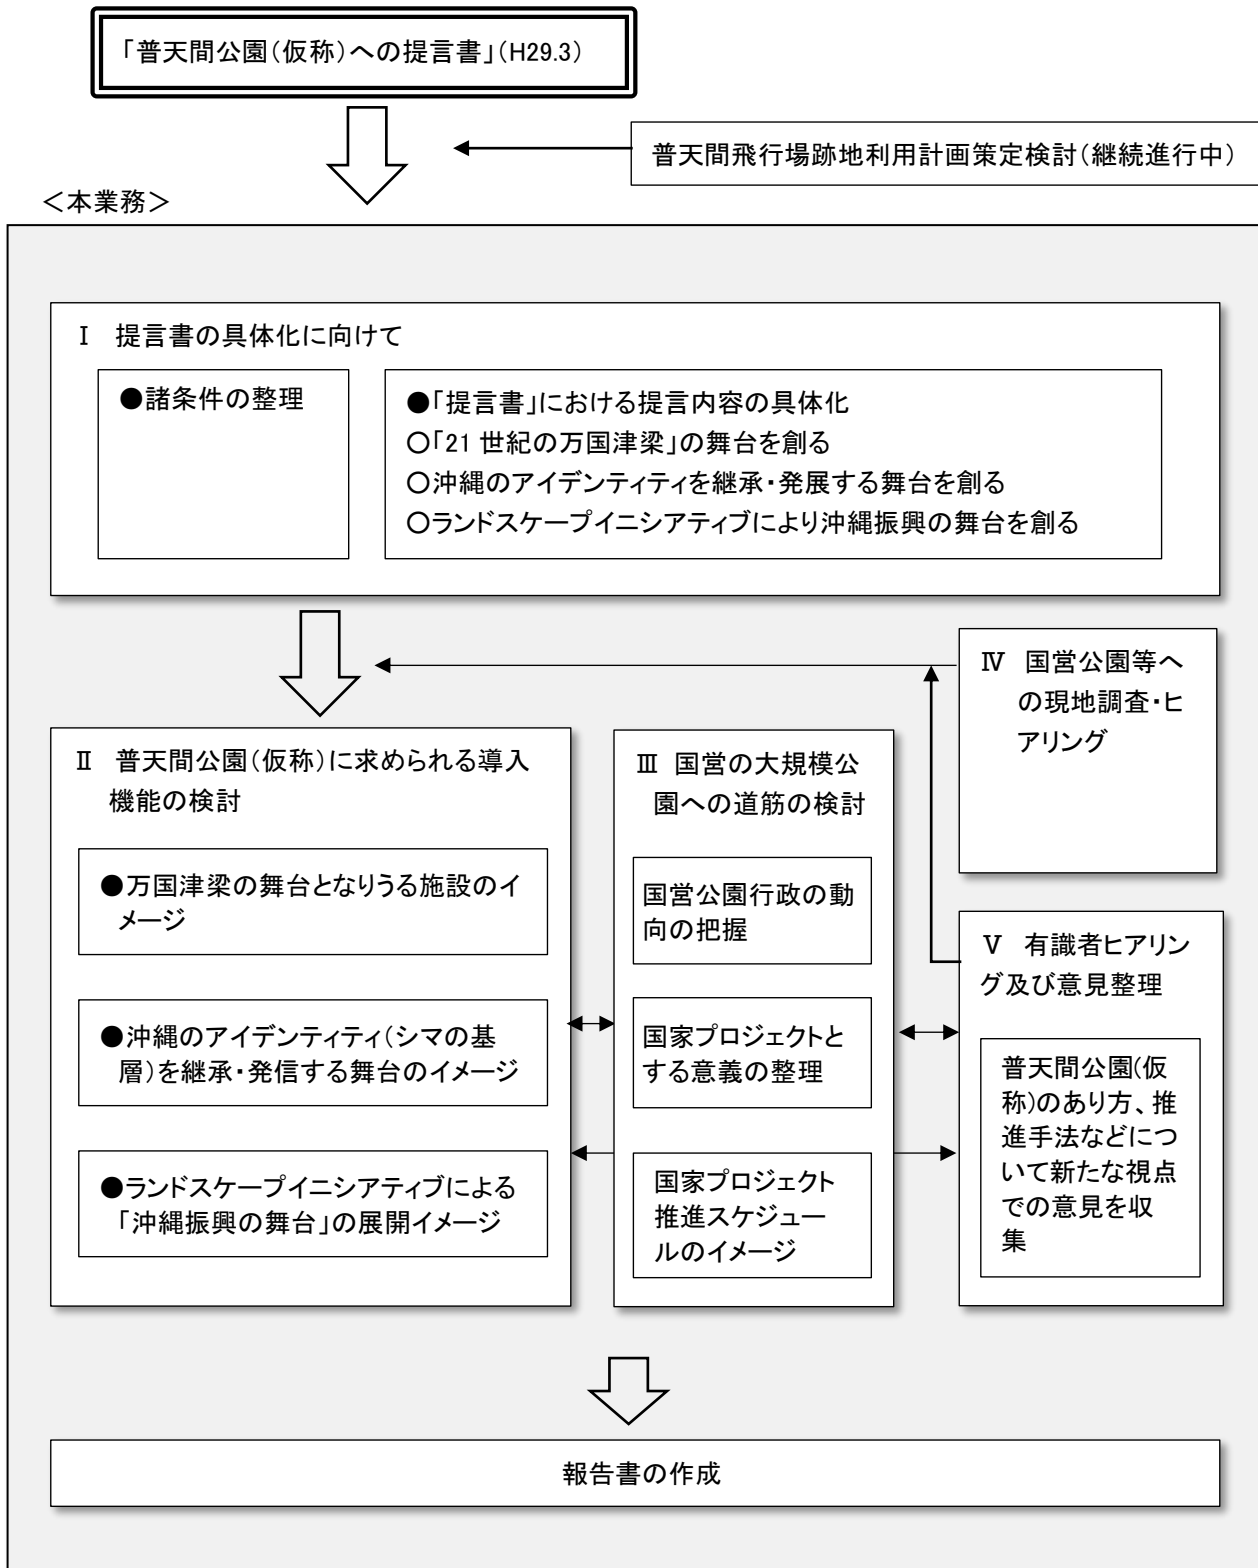 「普天間公園(仮称)への提言書」(H29.3)
普天間飛行場跡地利用計画策定検討(継続進行中)
＜本業務＞
Ⅰ 提言書の具体化に向けて
●諸条件の整理
●「提言書」における提言内容の具体化
○「21 世紀の万国津梁」の舞台を創る
○沖縄のアイデンティティを継承・発展する舞台を創る
○ランドスケープイニシアティブにより沖縄振興の舞台を創る
Ⅳ 国営公園等へ
の現地調査・ヒ
アリング
Ⅱ 普天間公園(仮称)に求められる導入
機能の検討
●万国津梁の舞台となりうる施設のイ
メージ
●沖縄のアイデンティティ(シマの基
層)を継承・発信する舞台のイメージ
●ランドスケープイニシアティブによる
「沖縄振興の舞台」の展開イメージ
Ⅲ 国営の大規模公
園への道筋の検討
国営公園行政の動
向の把握
国家プロジェクトと
する意義の整理
国家プロジェクト
推進スケジュー
ルのイメージ
Ⅴ 有識者ヒアリン
グ及び意見整理
普天間公園(仮
称)のあり方、推
進手法などにつ
いて新たな視点
での意見を収
集
報告書の作成